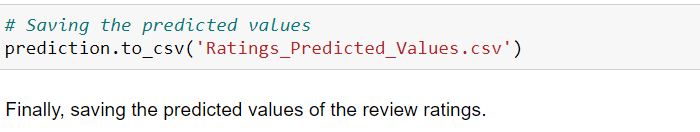 # Saving the predicted values
prediction.to_csv('Ratings_Predicted_Values.csv')
Finally, saving the predicted values of the review ratings.